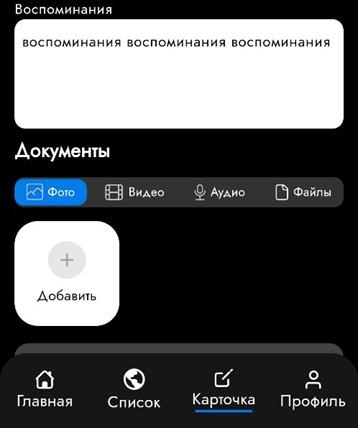 Воспоминания
воспоминания воспоминания воспоминания
Документы
Фото Видео Аудио Файлы
Добавить
Главная Список Карточка Профиль